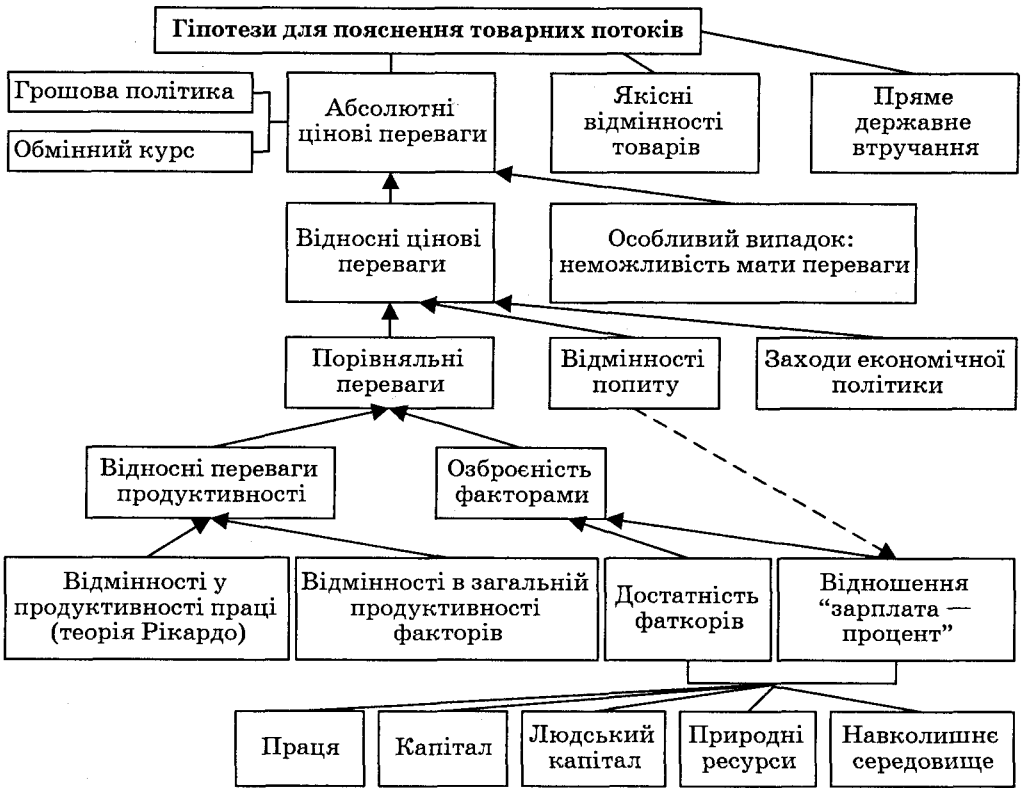 Гіпотези для пояснення товарних потоків
Грошова політика
Обмінний курс
Абсолютні
цінові переваги
Якісні
відмінності
товарів
Пряме
державне
втручання
Відносні цінові
переваги
Особливий випадок:
неможливість мати переваги
Порівняльні
переваги
Відмінності
попиту
Заходи економічної
політики
Відносні переваги
продуктивності
Озброєність
факторами
Відмінності у
продуктивності праці
(теорія Рікардо)
Відмінності в загальній
продуктивності
факторів
Достатність
фаткорів
Відношення
“зарплата —
процент”
Праця
Капітал
Людський
капітал
Природні
ресурси
Навколишнє
середовище